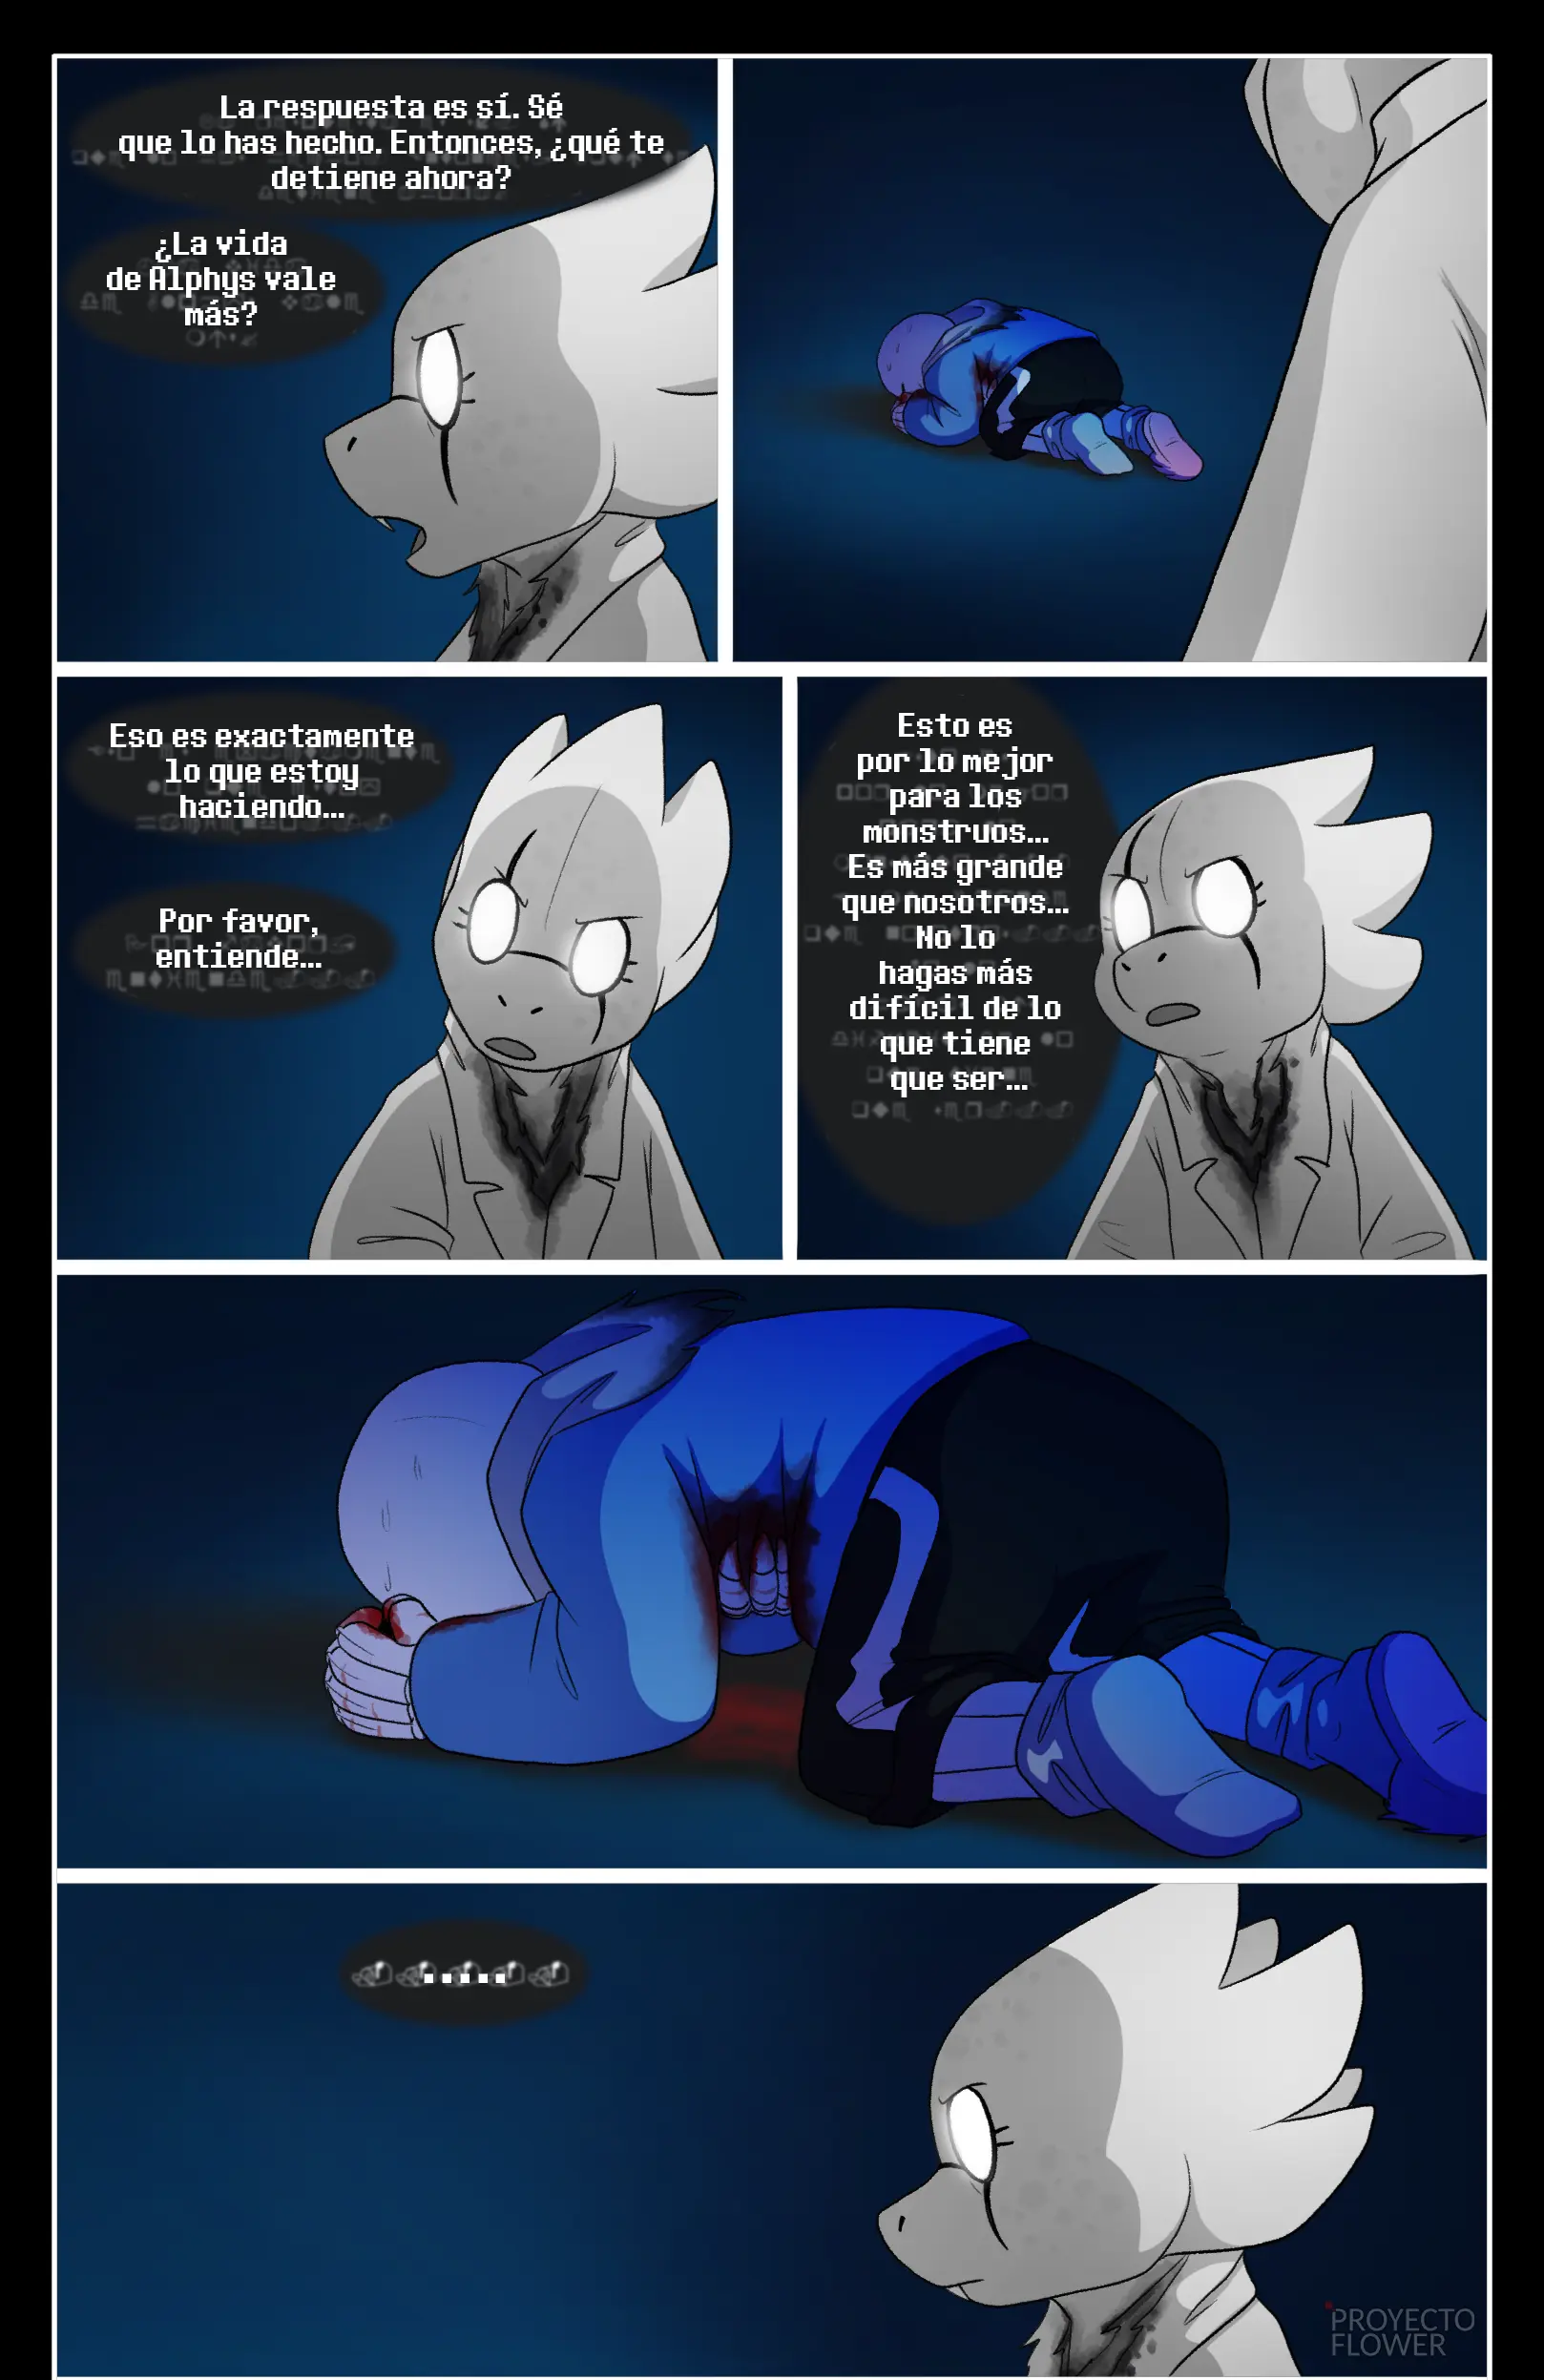 La respuesta es sí. Sé
que lo has hecho. Entonces, ¿qué te
detiene ahora?
¿La vida
de Alphys vale
más?
Eso es exactamente
lo que estoy
haciendo...
Por favor,
entiende...
Esto es
por lo mejor
para los
monstruos...
Es más grande
que nosotros...
No lo
hagas más
difícil de lo
que tiene
que ser...
.....
PROYECTO
FLOWER